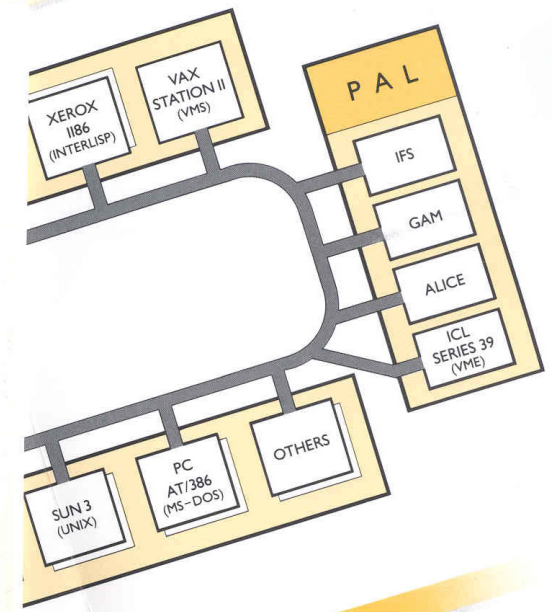 XEROX
1186
(INTERLISP)
VAX
STATION II
(VMS)
P A L
IFS
GAM
ALICE
ICL
SERIES 39
(VME)
SUN 3
(UNIX)
PC
AT/386
(MS-DOS)
OTHERS